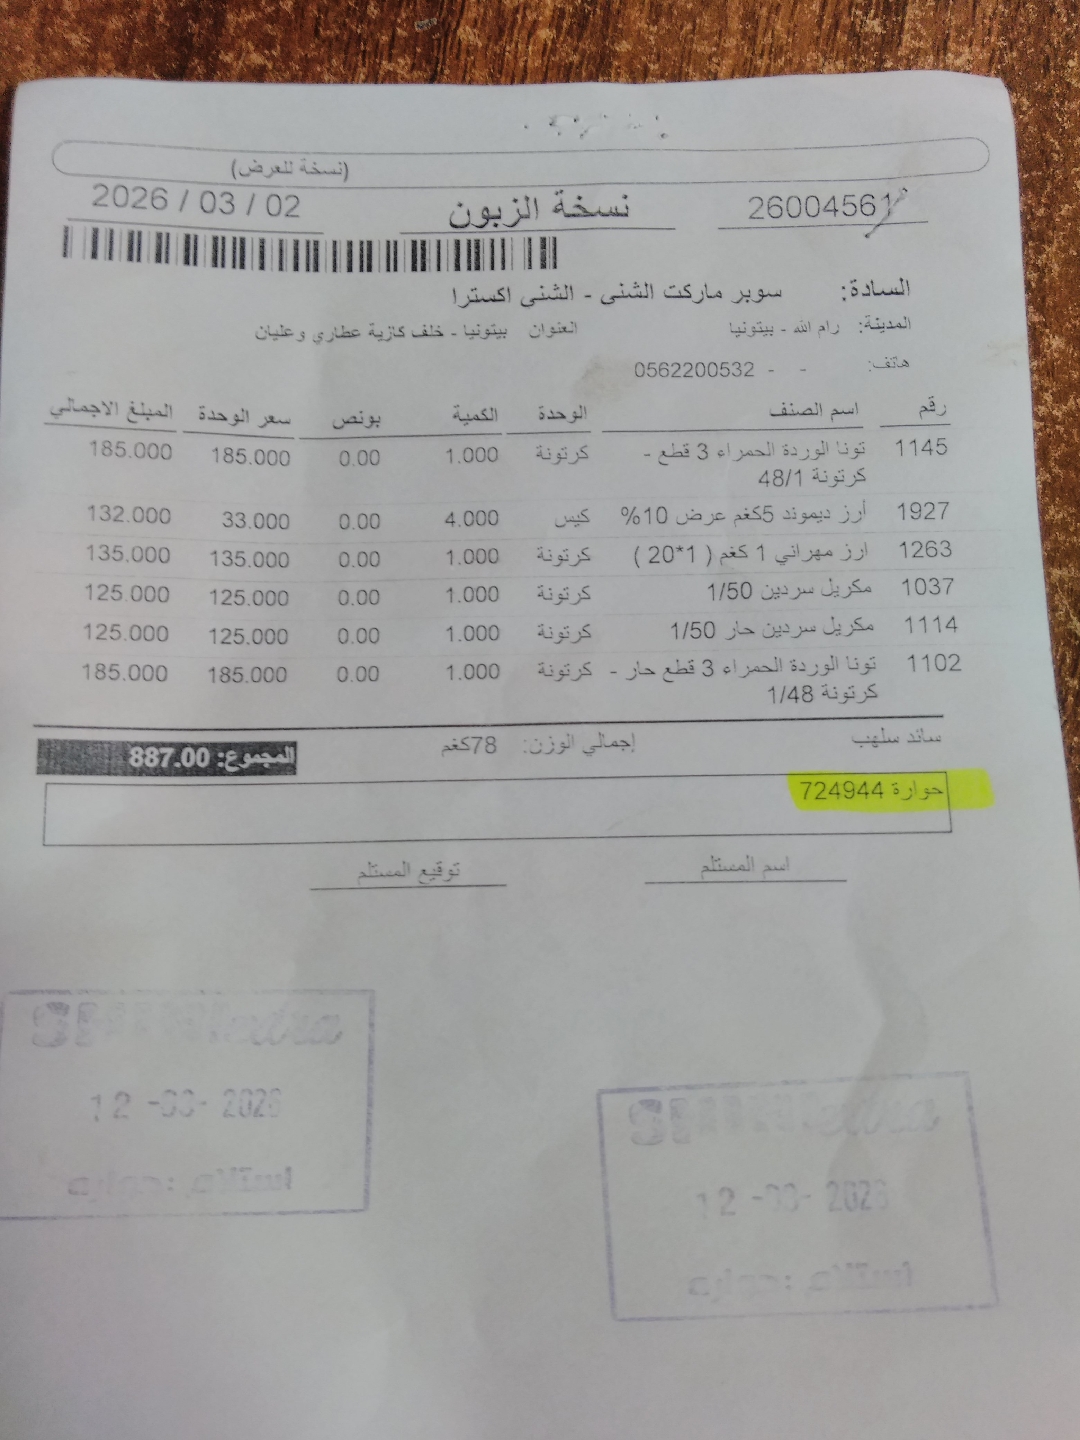 (نسخة للعرض)
26004561 نسخة الزبون 2026 / 03 / 02
السادة: سوبر ماركت الشنى - الشنى اكسترا
المدينة: رام الله - بيتونيا العنوان بيتونيا - خلف كازية عطاري وعليان
هاتف: - - 0562200532
رقم اسم الصنف الوحدة الكمية بونص سعر الوحدة المبلغ الاجمالي
1145 تونا الوردة الحمراء 3 قطع - كرتونة 1.000 0.00 185.000 185.000
كرتونة 48/1
1927 أرز ديموند 5كغم عرض 10% كيس 4.000 0.00 33.000 132.000
1263 ارز مهراني 1 كغم ( 1*20 ) كرتونة 1.000 0.00 135.000 135.000
1037 مكريل سردين 1/50 كرتونة 1.000 0.00 125.000 125.000
1114 مكريل سردين حار 1/50 كرتونة 1.000 0.00 125.000 125.000
1102 تونا الوردة الحمراء 3 قطع حار - كرتونة 1.000 0.00 185.000 185.000
كرتونة 1/48
سائد سلهب إجمالي الوزن: 78كغم المجموع: 887.00
حوارة 724944
اسم المستلم توقيع المستلم
12 -03- 2026
12 -03- 2026